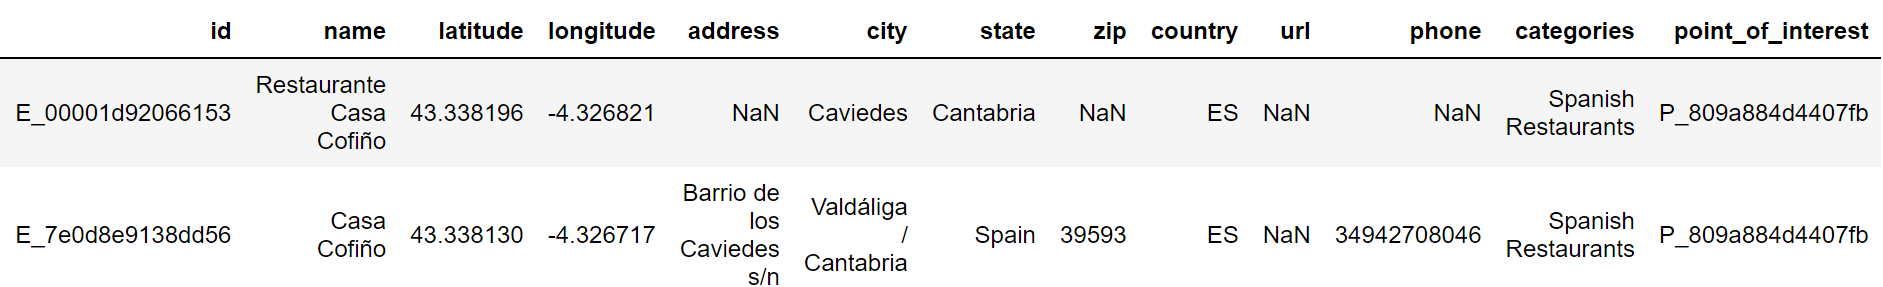 id name latitude longitude address city state zip country url phone categories point_of_interest
E_00001d92066153 Restaurante Casa Cofiño 43.338196 -4.326821 NaN Caviedes Cantabria NaN ES NaN NaN Spanish Restaurants P_809a884d4407fb
E_7e0d8e9138dd56 Casa Cofiño 43.338130 -4.326717 Barrio de los Caviedes s/n Valdáliga / Cantabria Spain 39593 ES NaN 34942708046 Spanish Restaurants P_809a884d4407fb